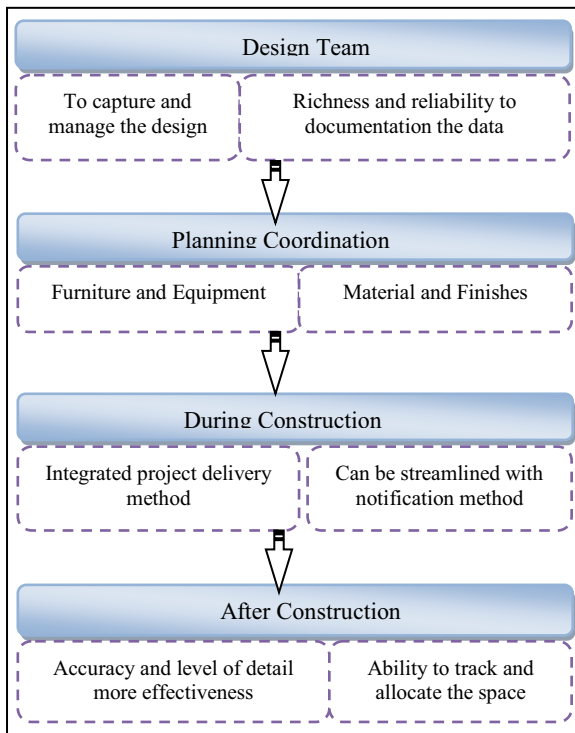 Design Team
To capture and
manage the design
Richness and reliability to
documentation the data
Planning Coordination
Furniture and Equipment
Material and Finishes
During Construction
Integrated project delivery
method
Can be streamlined with
notification method
After Construction
Accuracy and level of detail
more effectiveness
Ability to track and
allocate the space